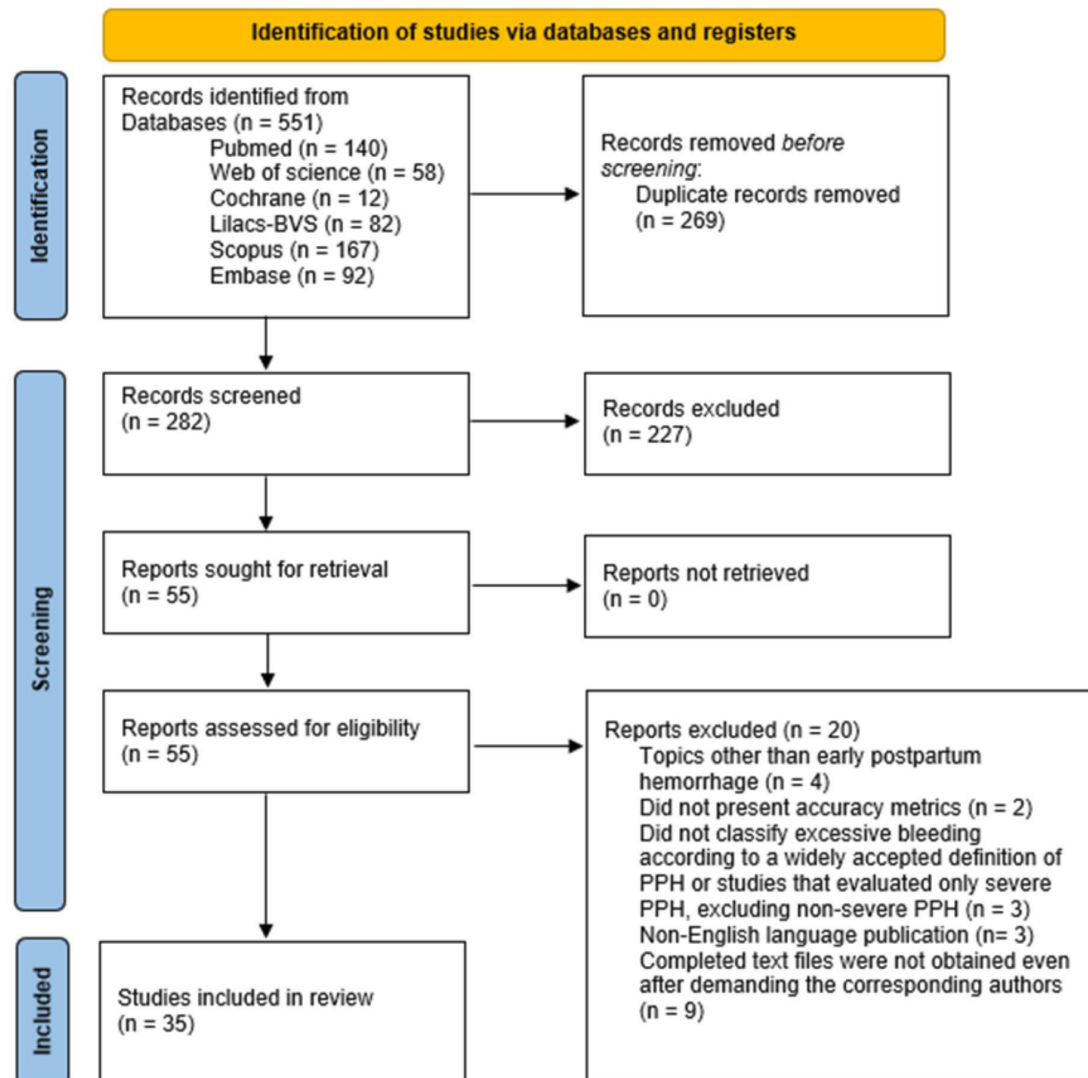 Identification of studies via databases and registers
Identification
Records identified from
Databases (n = 551)
Pubmed (n = 140)
Web of science (n = 58)
Cochrane (n = 12)
Lilacs-BVS (n = 82)
Scopus (n = 167)
Embase (n = 92)
Records removed before
screening:
Duplicate records removed
(n = 269)
Screening
Records screened
(n = 282)
Records excluded
(n = 227)
Reports sought for retrieval
(n = 55)
Reports not retrieved
(n = 0)
Reports assessed for eligibility
(n = 55)
Reports excluded (n = 20)
Topics other than early postpartum
hemorrhage (n = 4)
Did not present accuracy metrics (n = 2)
Did not classify excessive bleeding
according to a widely accepted definition of
PPH or studies that evaluated only severe
PPH, excluding non-severe PPH (n = 3)
Non-English language publication (n= 3)
Completed text files were not obtained even
after demanding the corresponding authors
(n = 9)
Included
Studies included in review
(n = 35)